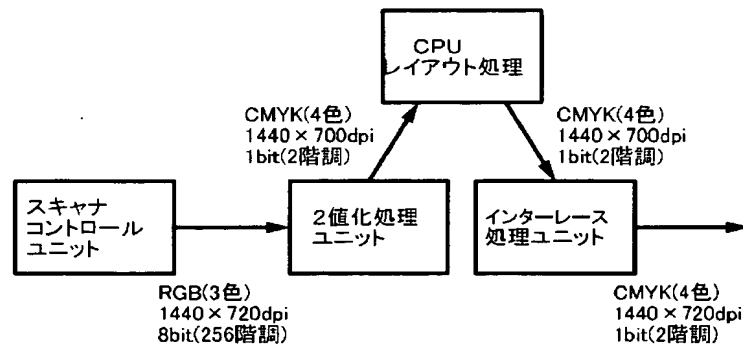 CPU
レイアウト処理
CMYK(4色)
1440×700dpi
1bit(2階調)
CMYK(4色)
1440×700dpi
1bit(2階調)
スキャナ
コントロール
ユニット
2値化処理
ユニット
インターレース
処理ユニット
RGB(3色)
1440×720dpi
8bit(256階調)
CMYK(4色)
1440×720dpi
1bit(2階調)